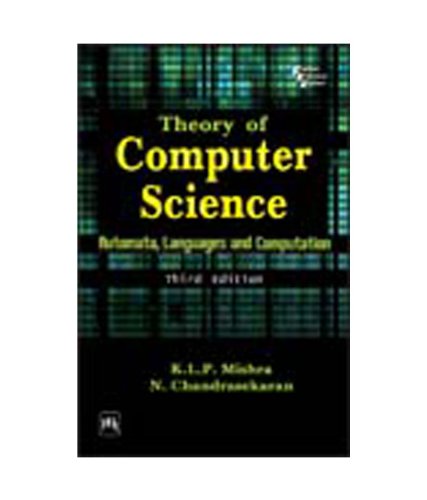 Theory of
Computer
Science
Automata, Languages and Computation
Third Edition
K.L.P. Mishra
N. Chandrasekaran